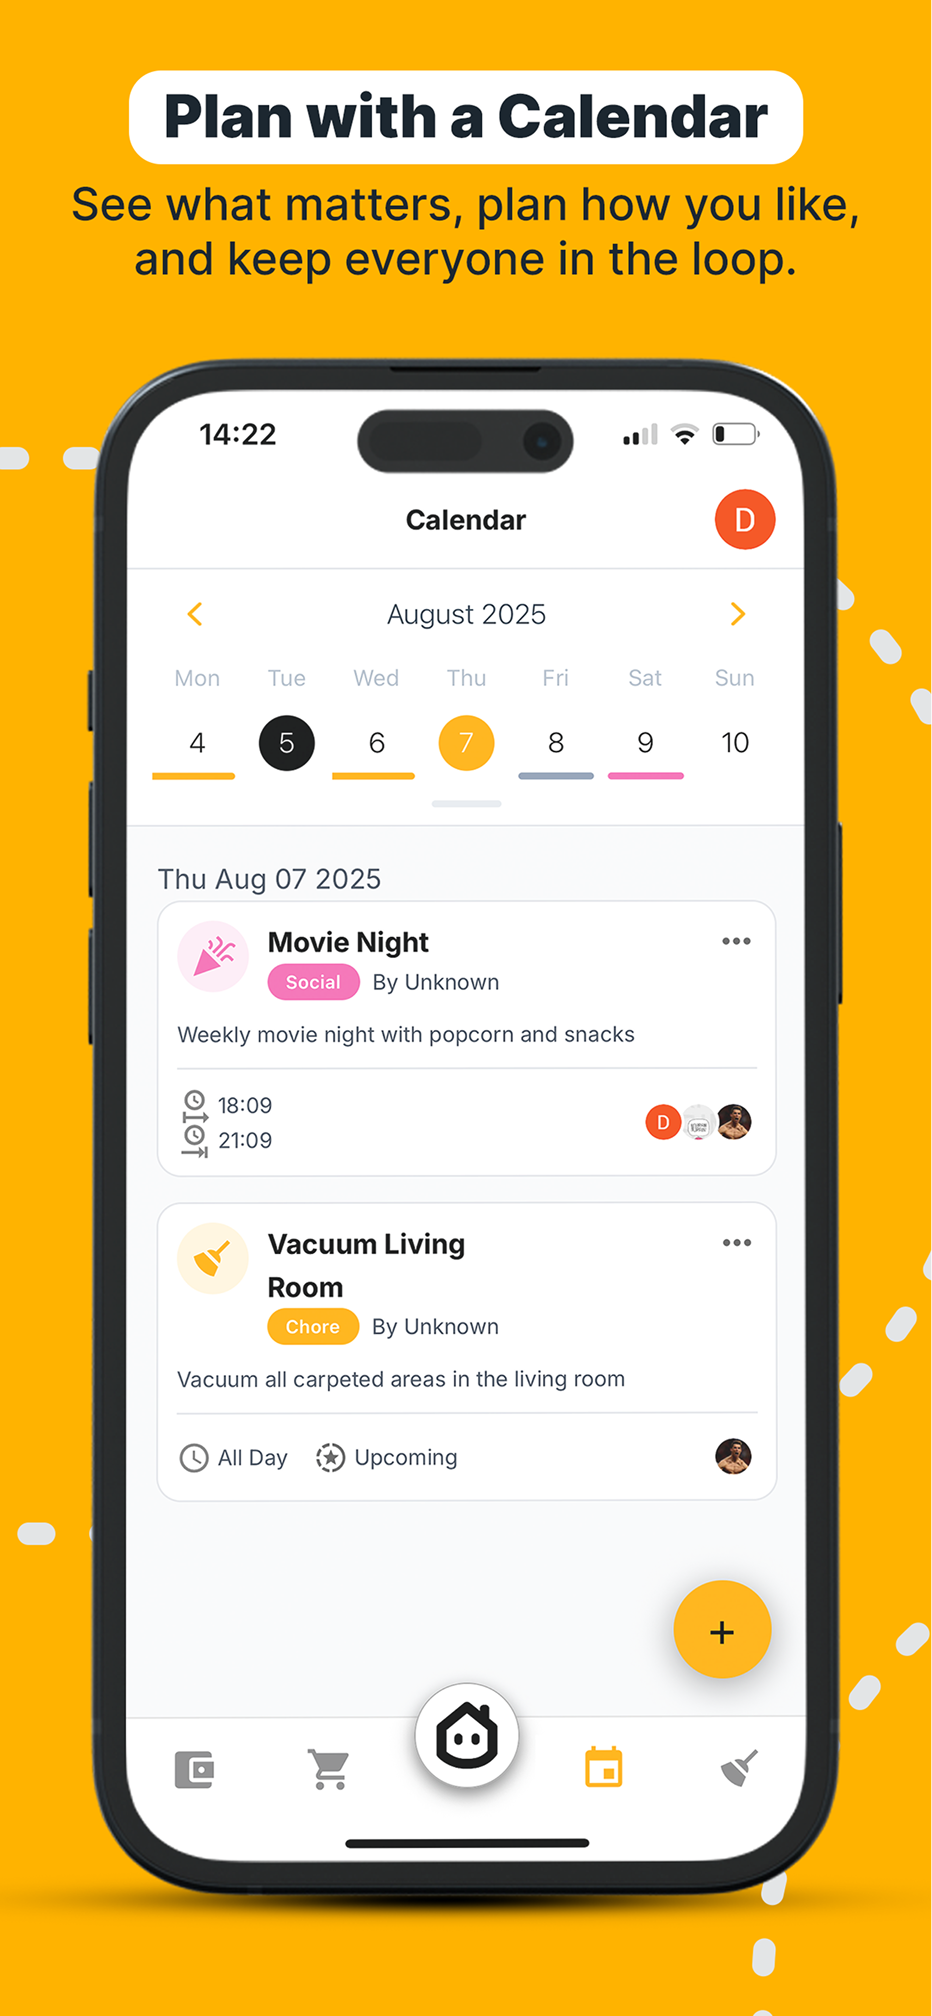 Plan with a Calendar
See what matters, plan how you like,
and keep everyone in the loop.
14:22
Calendar
D
August 2025
Mon Tue Wed Thu Fri Sat Sun
4 5 6 7 8 9 10
Thu Aug 07 2025
Movie Night
Social By Unknown
Weekly movie night with popcorn and snacks
18:09
D
21:09
Vacuum Living
Room
Chore By Unknown
Vacuum all carpeted areas in the living room
All Day Upcoming
+